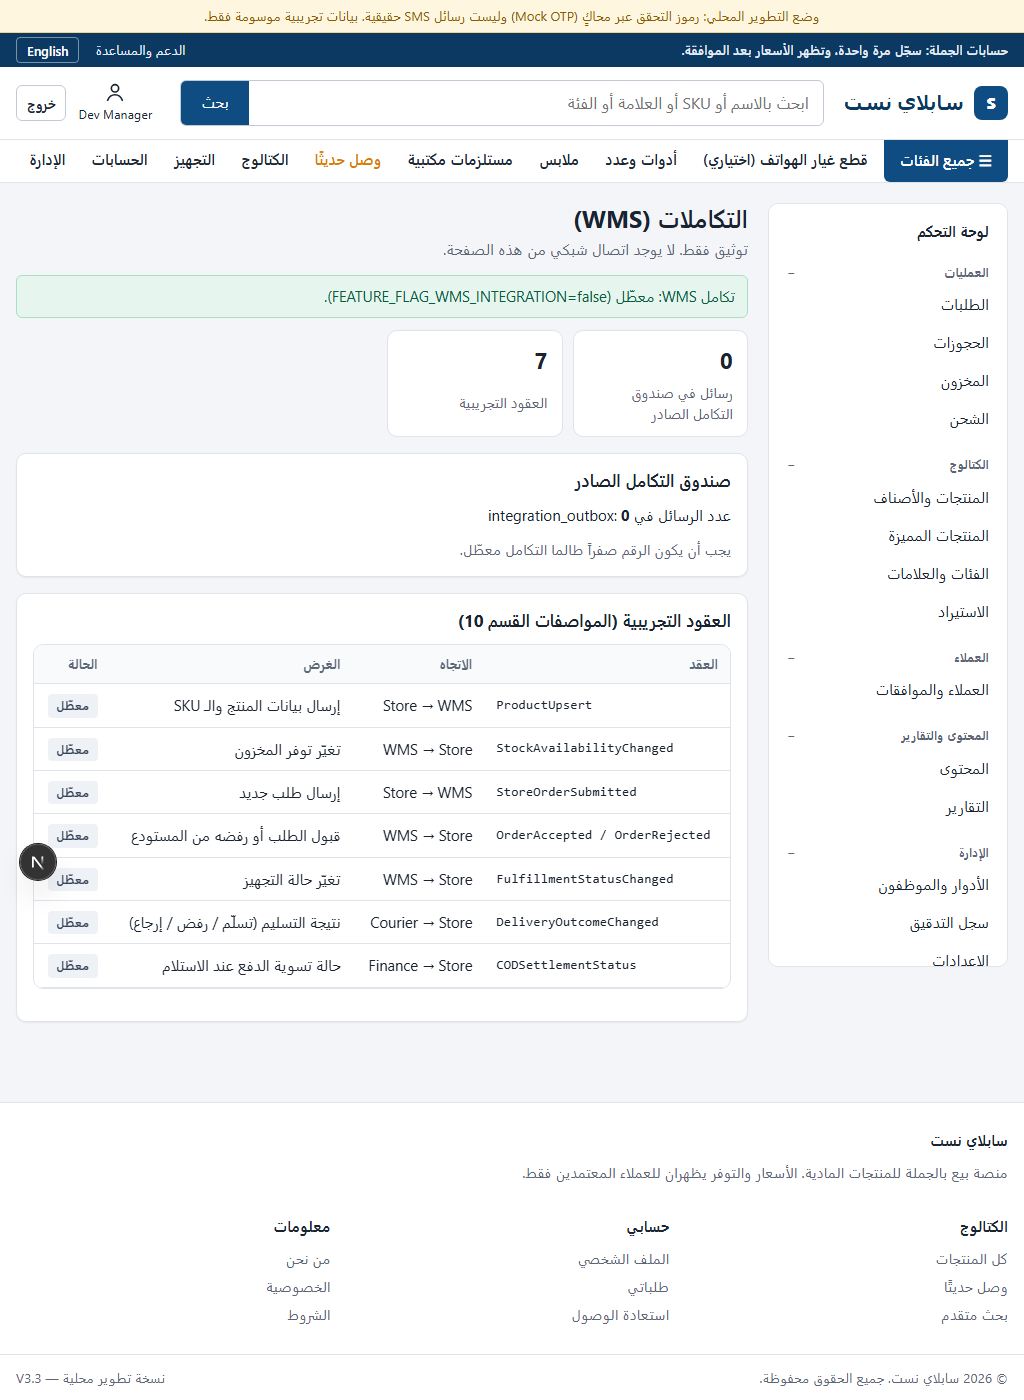 وضع التطوير المحلي: رموز التحقق عبر محاكٍ (Mock OTP) وليست رسائل SMS حقيقية. بيانات تجريبية موسومة فقط.
حسابات الجملة: سجّل مرة واحدة، وتظهر الأسعار بعد الموافقة.
الدعم والمساعدة
English
S
سابلاي نست
ابحث بالاسم أو SKU أو العلامة أو الفئة
بحث
Dev Manager
خروج
☰ جميع الفئات
قطع غيار الهواتف (اختياري)
أدوات وعدد
ملابس
مستلزمات مكتبية
وصل حديثًا
الكتالوج
التجهيز
الحسابات
الإدارة
لوحة التحكم
العمليات –
الطلبات
الحجوزات
المخزون
الشحن
الكتالوج –
المنتجات والأصناف
المنتجات المميزة
الفئات والعلامات
الاستيراد
العملاء –
العملاء والموافقات
المحتوى والتقارير –
المحتوى
التقارير
الإدارة –
الأدوار والموظفون
سجل التدقيق
الإعدادات
التكاملات (WMS)
توثيق فقط. لا يوجد اتصال شبكي من هذه الصفحة.
تكامل WMS: معطّل (FEATURE_FLAG_WMS_INTEGRATION=false).
0
رسائل في صندوق
التكامل الصادر
7
العقود التجريبية
صندوق التكامل الصادر
عدد الرسائل في integration_outbox: 0
يجب أن يكون الرقم صفراً طالما التكامل معطّل.
العقود التجريبية (المواصفات القسم 10)
العقد الاتجاه الغرض الحالة
ProductUpsert Store → WMS إرسال بيانات المنتج والـ SKU معطّل
StockAvailabilityChanged WMS → Store تغيّر توفر المخزون معطّل
StoreOrderSubmitted Store → WMS إرسال طلب جديد معطّل
OrderAccepted / OrderRejected WMS → Store قبول الطلب أو رفضه من المستودع معطّل
FulfillmentStatusChanged WMS → Store تغيّر حالة التجهيز معطّل
DeliveryOutcomeChanged Courier → Store نتيجة التسليم (تسلّم / رفض / إرجاع) معطّل
CODSettlementStatus Finance → Store حالة تسوية الدفع عند الاستلام معطّل
N
سابلاي نست
منصة بيع بالجملة للمنتجات المادية. الأسعار والتوفر يظهران للعملاء المعتمدين فقط.
الكتالوج
كل المنتجات
وصل حديثًا
بحث متقدم
حسابي
الملف الشخصي
طلباتي
استعادة الوصول
معلومات
من نحن
الخصوصية
الشروط
© 2026 سابلاي نست. جميع الحقوق محفوظة.
نسخة تطوير محلية — V3.3